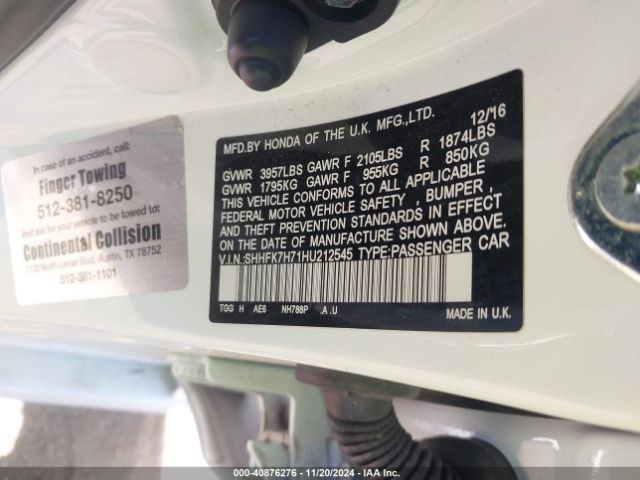 In case of an accident, call:
Finger Towing
512-381-8250
And ask for your vehicle to be towed to:
Continental Collision
North Lamar Blvd, Austin, TX 78752
512-381-1101
MFD.BY HONDA OF THE U.K. MFG.,LTD. 12/16
GVWR 3957LBS GAWR F 2105LBS R 1874LBS
GVWR 1795KG GAWR F 955KG R 850KG
THIS VEHICLE CONFORMS TO ALL APPLICABLE
FEDERAL MOTOR VEHICLE SAFETY , BUMPER ,
AND THEFT PREVENTION STANDARDS IN EFFECT
ON THE DATE OF MANUFACTURE SHOWN ABOVE.
V.I.N.:SHHFK7H71HU212545 TYPE:PASSENGER CAR
TGG H AE6 NH788P .A .U
MADE IN U.K.
000-40876276 - 11/20/2024 - IAA Inc.